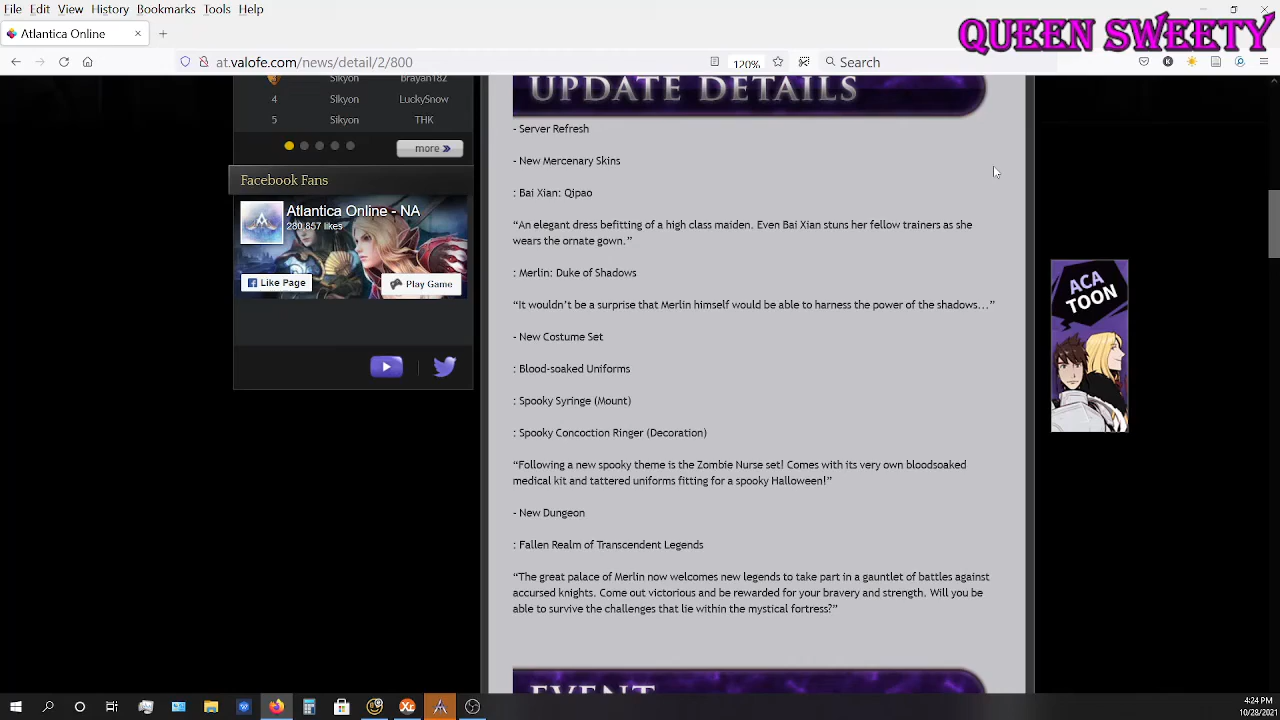 File Edit View History Bookmarks Tools Help
QUEEN SWEETY
Atlantica Online
at.valofe.com/news/detail/2/800
120%
Search
Sikyon brayan182
4 Sikyon LuckySnow
5 Sikyon THK
more
Facebook Fans
Atlantica Online - NA
280,857 likes
Like Page
Play Game
UPDATE DETAILS
- Server Refresh
- New Mercenary Skins
: Bai Xian: Qipao
“An elegant dress befitting of a high class maiden. Even Bai Xian stuns her fellow trainers as she
wears the ornate gown.”
: Merlin: Duke of Shadows
“It wouldn’t be a surprise that Merlin himself would be able to harness the power of the shadows...”
- New Costume Set
: Blood-soaked Uniforms
: Spooky Syringe (Mount)
: Spooky Concoction Ringer (Decoration)
“Following a new spooky theme is the Zombie Nurse set! Comes with its very own bloodsoaked
medical kit and tattered uniforms fitting for a spooky Halloween!”
- New Dungeon
: Fallen Realm of Transcendent Legends
“The great palace of Merlin now welcomes new legends to take part in a gauntlet of battles against
accursed knights. Come out victorious and be rewarded for your bravery and strength. Will you be
able to survive the challenges that lie within the mystical fortress?”
EVENT
ACA
TOON
4:24 PM
10/28/2021